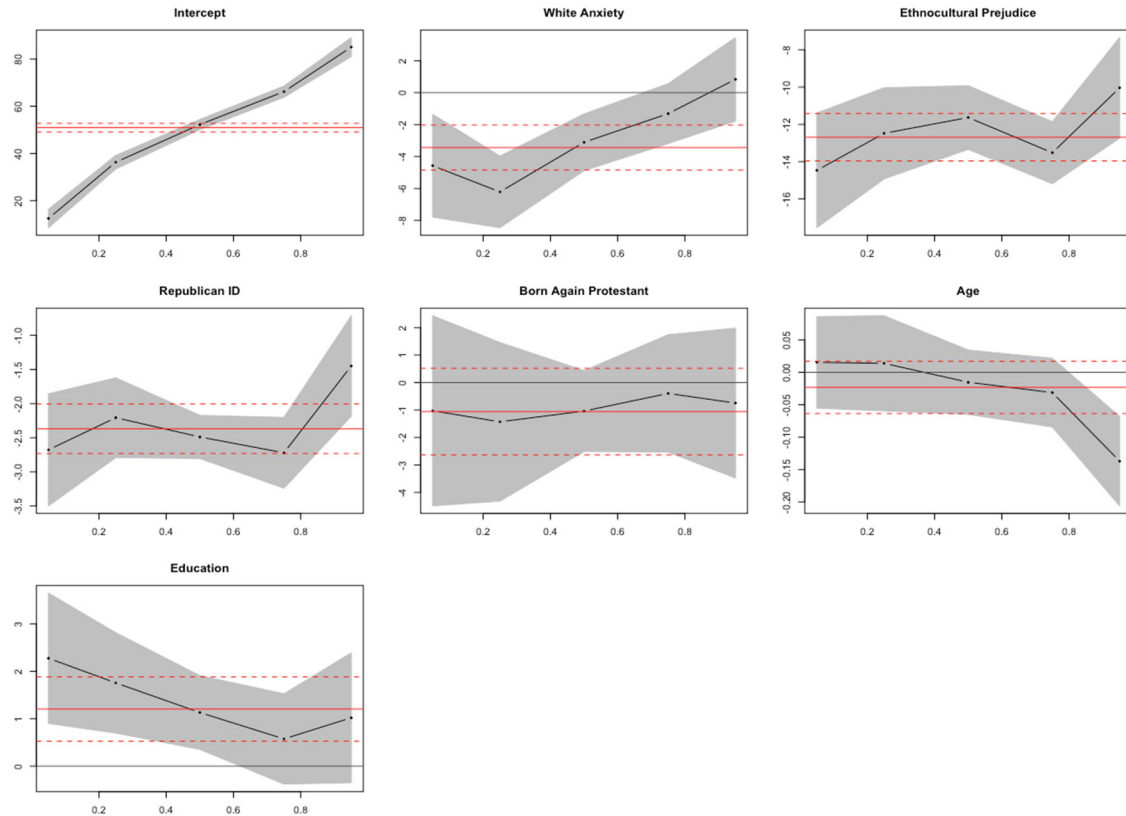 Intercept
White Anxiety
Ethnocultural Prejudice
80
60
40
20
0.2 0.4 0.6 0.8
2
0
-2
-4
-6
-8
0.2 0.4 0.6 0.8
-8
-10
-12
-14
-16
0.2 0.4 0.6 0.8
Republican ID
Born Again Protestant
Age
-1.0
-1.5
-2.0
-2.5
-3.0
-3.5
0.2 0.4 0.6 0.8
2
1
0
-1
-2
-3
-4
0.2 0.4 0.6 0.8
0.05
0.00
-0.05
-0.10
-0.15
-0.20
0.2 0.4 0.6 0.8
Education
3
2
1
0
0.2 0.4 0.6 0.8